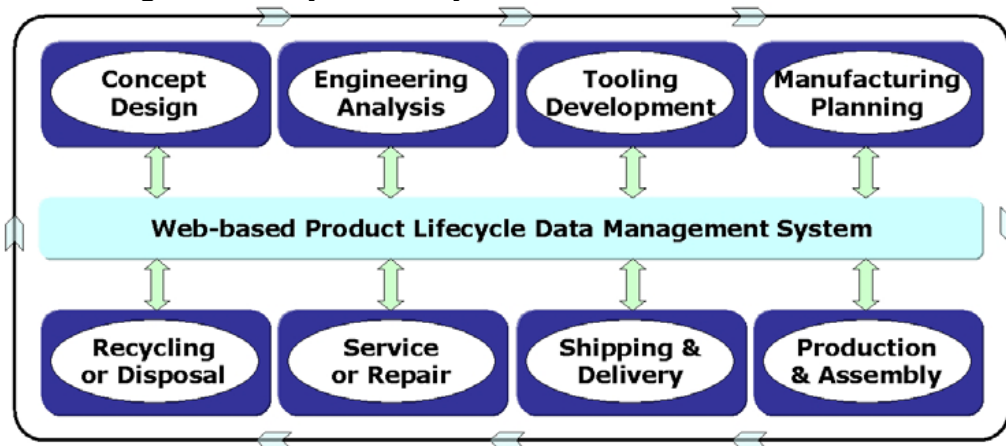 Concept
Design
Engineering
Analysis
Tooling
Development
Manufacturing
Planning
Web-based Product Lifecycle Data Management System
Recycling
or Disposal
Service
or Repair
Shipping &
Delivery
Production
& Assembly